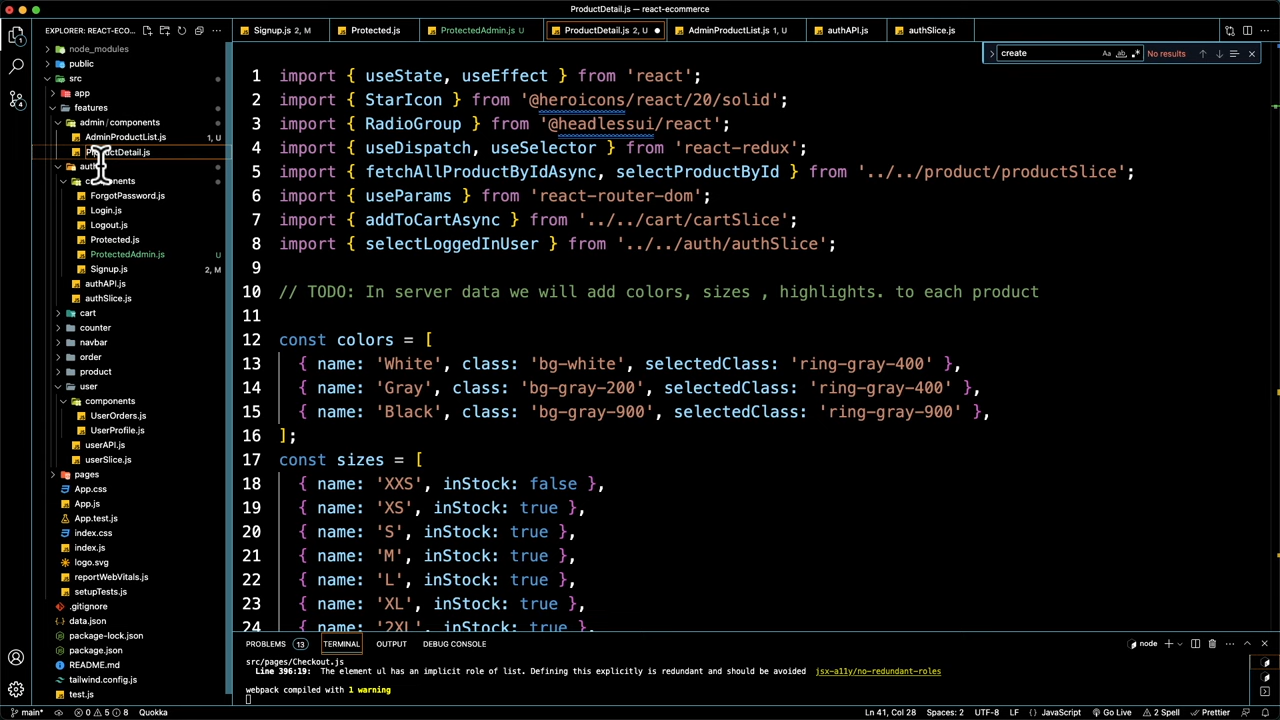 ProductDetail.js — react-ecommerce
EXPLORER: REACT-ECO...
Signup.js 2, M
Protected.js
ProtectedAdmin.js U
ProductDetail.js 2, U
AdminProductList.js 1, U
authAPI.js
authSlice.js
create
Aa
ab
No results
node_modules
public
src
app
features
admin/components
AdminProductList.js 1, U
ProductDetail.js
components
ForgotPassword.js
Login.js
Logout.js
Protected.js
ProtectedAdmin.js U
Signup.js 2, M
authAPI.js
authSlice.js
cart
counter
navbar
order
product
user
components
UserOrders.js
UserProfile.js
userAPI.js
userSlice.js
pages
App.css
App.js
App.test.js
index.css
index.js
logo.svg
reportWebVitals.js
setupTests.js
.gitignore
data.json
package-lock.json
package.json
README.md
tailwind.config.js
test.js
1 import { useState, useEffect } from 'react';
2 import { StarIcon } from '@heroicons/react/20/solid';
3 import { RadioGroup } from '@headlessui/react';
4 import { useDispatch, useSelector } from 'react-redux';
5 import { fetchAllProductByIdAsync, selectProductById } from '../../product/productSlice';
6 import { useParams } from 'react-router-dom';
7 import { addToCartAsync } from '../../cart/cartSlice';
8 import { selectLoggedInUser } from '../../auth/authSlice';
9
10 // TODO: In server data we will add colors, sizes , highlights. to each product
11
12 const colors = [
13 { name: 'White', class: 'bg-white', selectedClass: 'ring-gray-400' },
14 { name: 'Gray', class: 'bg-gray-200', selectedClass: 'ring-gray-400' },
15 { name: 'Black', class: 'bg-gray-900', selectedClass: 'ring-gray-900' },
16 ];
17 const sizes = [
18 { name: 'XXS', inStock: false },
19 { name: 'XS', inStock: true },
20 { name: 'S', inStock: true },
21 { name: 'M', inStock: true },
22 { name: 'L', inStock: true },
23 { name: 'XL', inStock: true },
24 { name: '2XL', inStock: true },
PROBLEMS 13
TERMINAL
OUTPUT
DEBUG CONSOLE
node
src/pages/Checkout.js
Line 396:19: The element ul has an implicit role of list. Defining this explicitly is redundant and should be avoided jsx-a11y/no-redundant-roles
webpack compiled with 1 warning
main*
0 5 8
Quokka
Ln 41, Col 28
Spaces: 2
UTF-8
LF
{} JavaScript
Go Live
2 Spell
Prettier